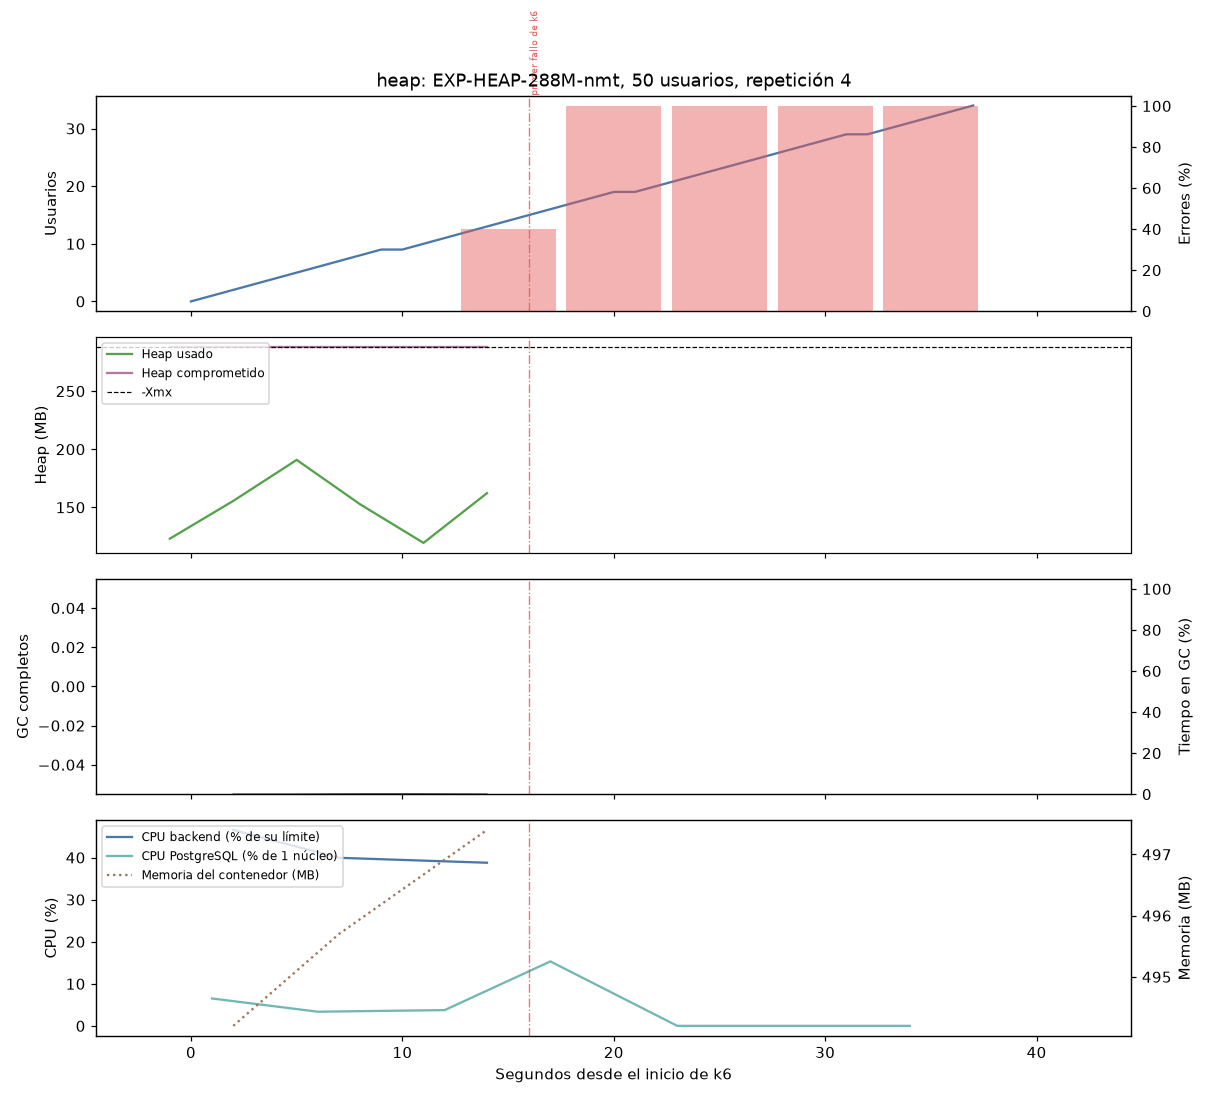 primer fallo de k6
heap: EXP-HEAP-288M-nmt, 50 usuarios, repetición 4
Usuarios
30
20
10
0
100
80
60
40
20
0
Errores (%)
Heap (MB)
250
200
150
Heap usado
Heap comprometido
-Xmx
GC completos
0.04
0.02
0.00
−0.02
−0.04
100
80
60
40
20
0
Tiempo en GC (%)
CPU (%)
40
30
20
10
0
CPU backend (% de su límite)
CPU PostgreSQL (% de 1 núcleo)
Memoria del contenedor (MB)
497
496
495
Memoria (MB)
0
10
20
30
40
Segundos desde el inicio de k6